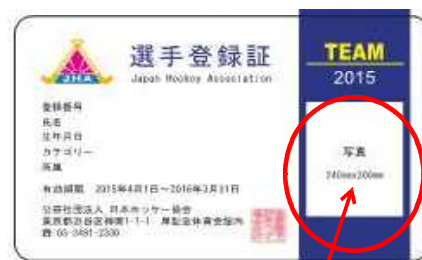 選手登録証
Japan Hockey Association
JHA
TEAM
2015
登録番号
氏名
生年月日
カテゴリー
所属
有効期限 2015年4月1日～2016年3月31日
公益社団法人 日本ホッケー協会
東京都渋谷区神南1-1-1 岸記念体育会館内
☎ 03-3481-2330
写真
240mm×300mm